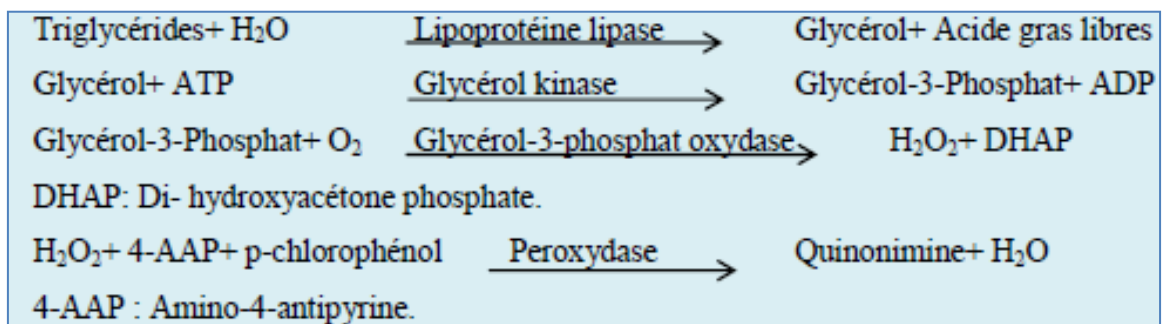 Triglycérides+ H₂O Lipoprotéine lipase Glycérol+ Acide gras libres
Glycérol+ ATP Glycérol kinase Glycérol-3-Phosphat+ ADP
Glycérol-3-Phosphat+ O₂ Glycérol-3-phosphat oxydase H₂O₂+ DHAP
DHAP: Di- hydroxyacétone phosphate.
H₂O₂+ 4-AAP+ p-chlorophénol Peroxydase Quinonimine+ H₂O
4-AAP : Amino-4-antipyrine.